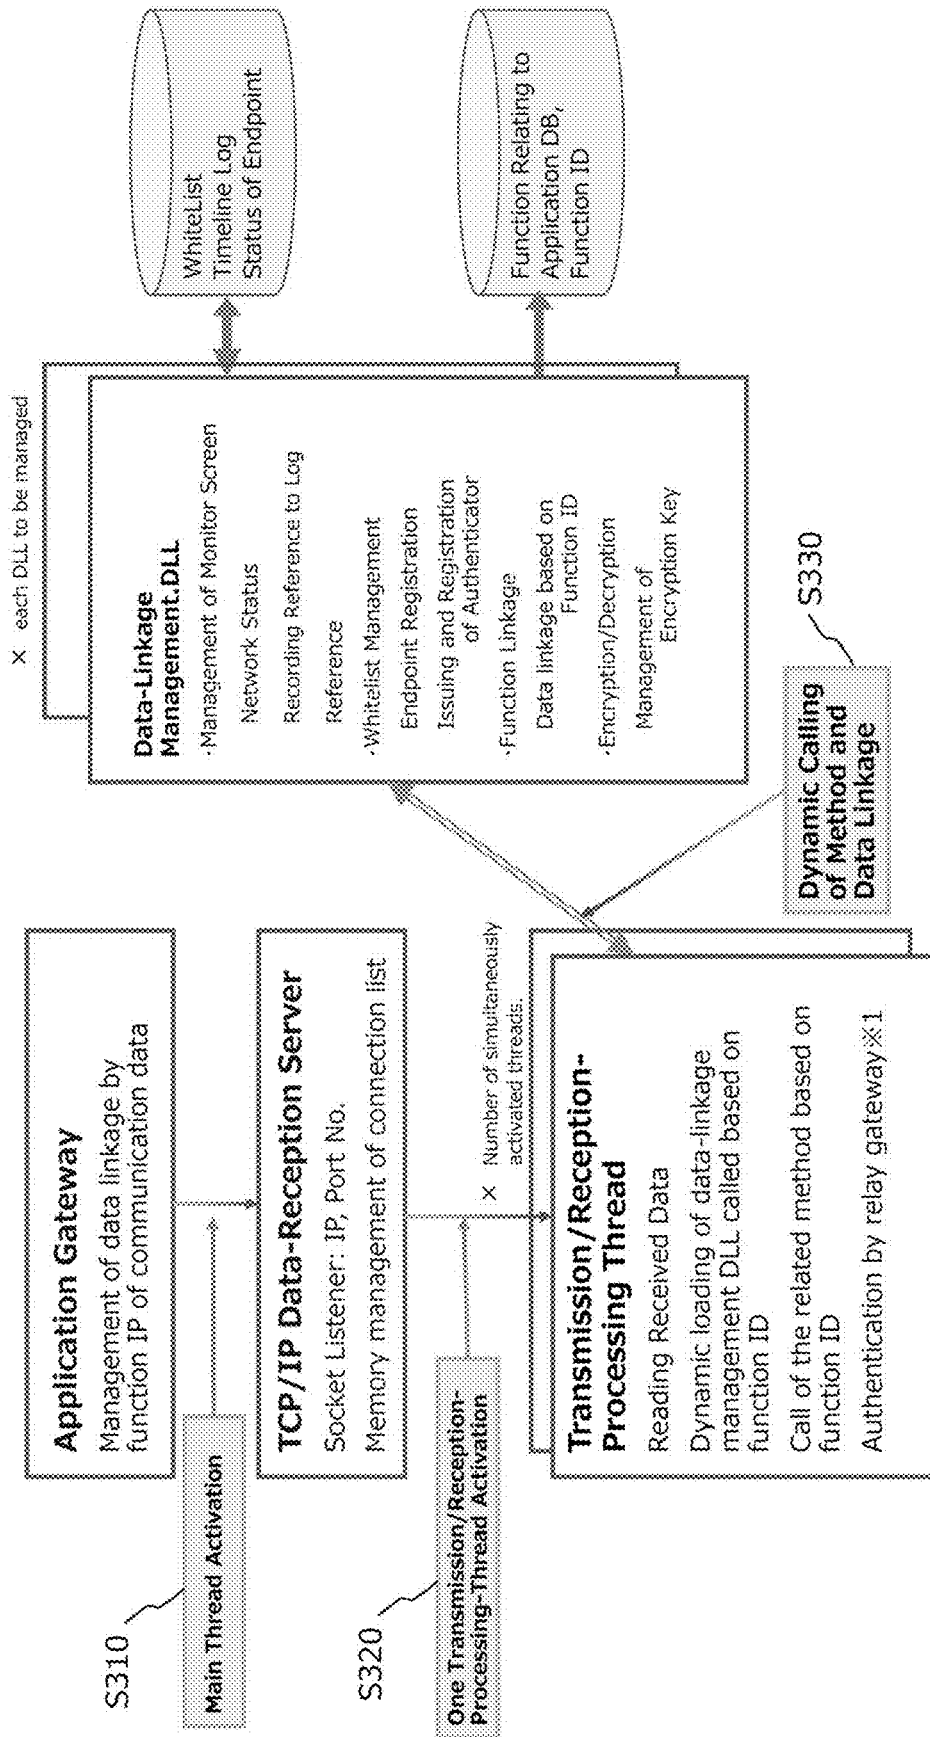 Application Gateway
Management of data linkage by
function IP of communication data
S310
Main Thread Activation
TCP/IP Data-Reception Server
Socket Listener: IP, Port No.
Memory management of connection list
S320
One Transmission/Reception-
Processing-Thread Activation
× Number of simultaneously
activated threads.
Transmission/Reception-
Processing Thread
Reading Received Data
Dynamic loading of data-linkage
management DLL called based on
function ID
Call of the related method based on
function ID
Authentication by relay gateway※1
× each DLL to be managed
Data-Linkage
Management.DLL
・Management of Monitor Screen
Network Status
Recording Reference to Log
Reference
・Whitelist Management
Endpoint Registration
Issuing and Registration
of Authenticator
・Function Linkage
Data linkage based on
Function ID
・Encryption/Decryption
Management of
Encryption Key
S330
Dynamic Calling
of Method and
Data Linkage
WhiteList
Timeline Log
Status of Endpoint
Function Relating to
Application DB,
Function ID